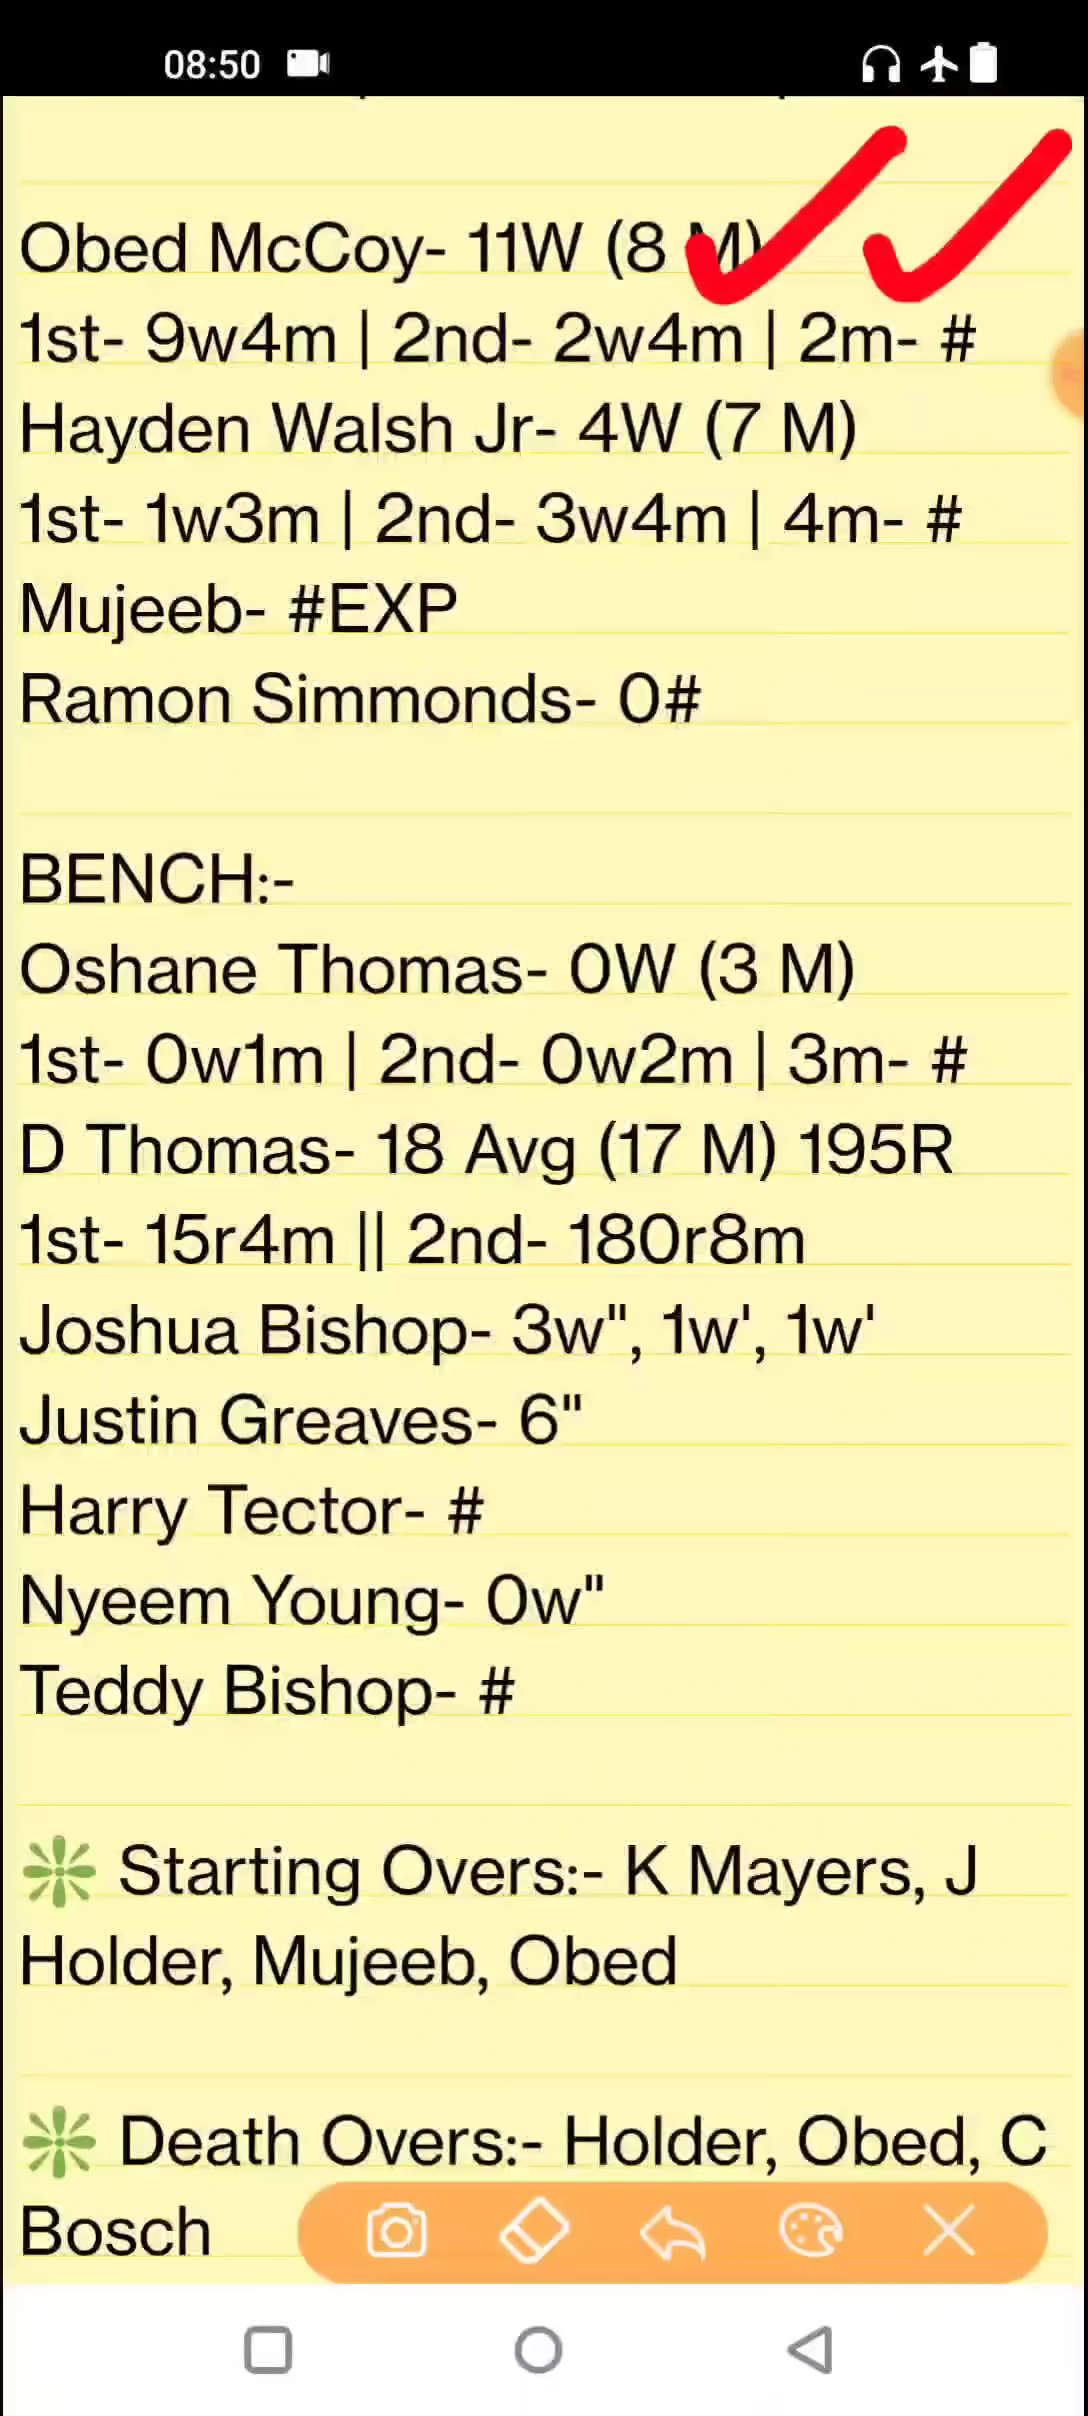 08:50
Obed McCoy- 11W (8 M)
1st- 9w4m | 2nd- 2w4m | 2m- #
Hayden Walsh Jr- 4W (7 M)
1st- 1w3m | 2nd- 3w4m | 4m- #
Mujeeb- #EXP
Ramon Simmonds- 0#
BENCH:-
Oshane Thomas- 0W (3 M)
1st- 0w1m | 2nd- 0w2m | 3m- #
D Thomas- 18 Avg (17 M) 195R
1st- 15r4m || 2nd- 180r8m
Joshua Bishop- 3w", 1w', 1w'
Justin Greaves- 6"
Harry Tector- #
Nyeem Young- 0w"
Teddy Bishop- #
Starting Overs:- K Mayers, J
Holder, Mujeeb, Obed
Death Overs:- Holder, Obed, C
Bosch